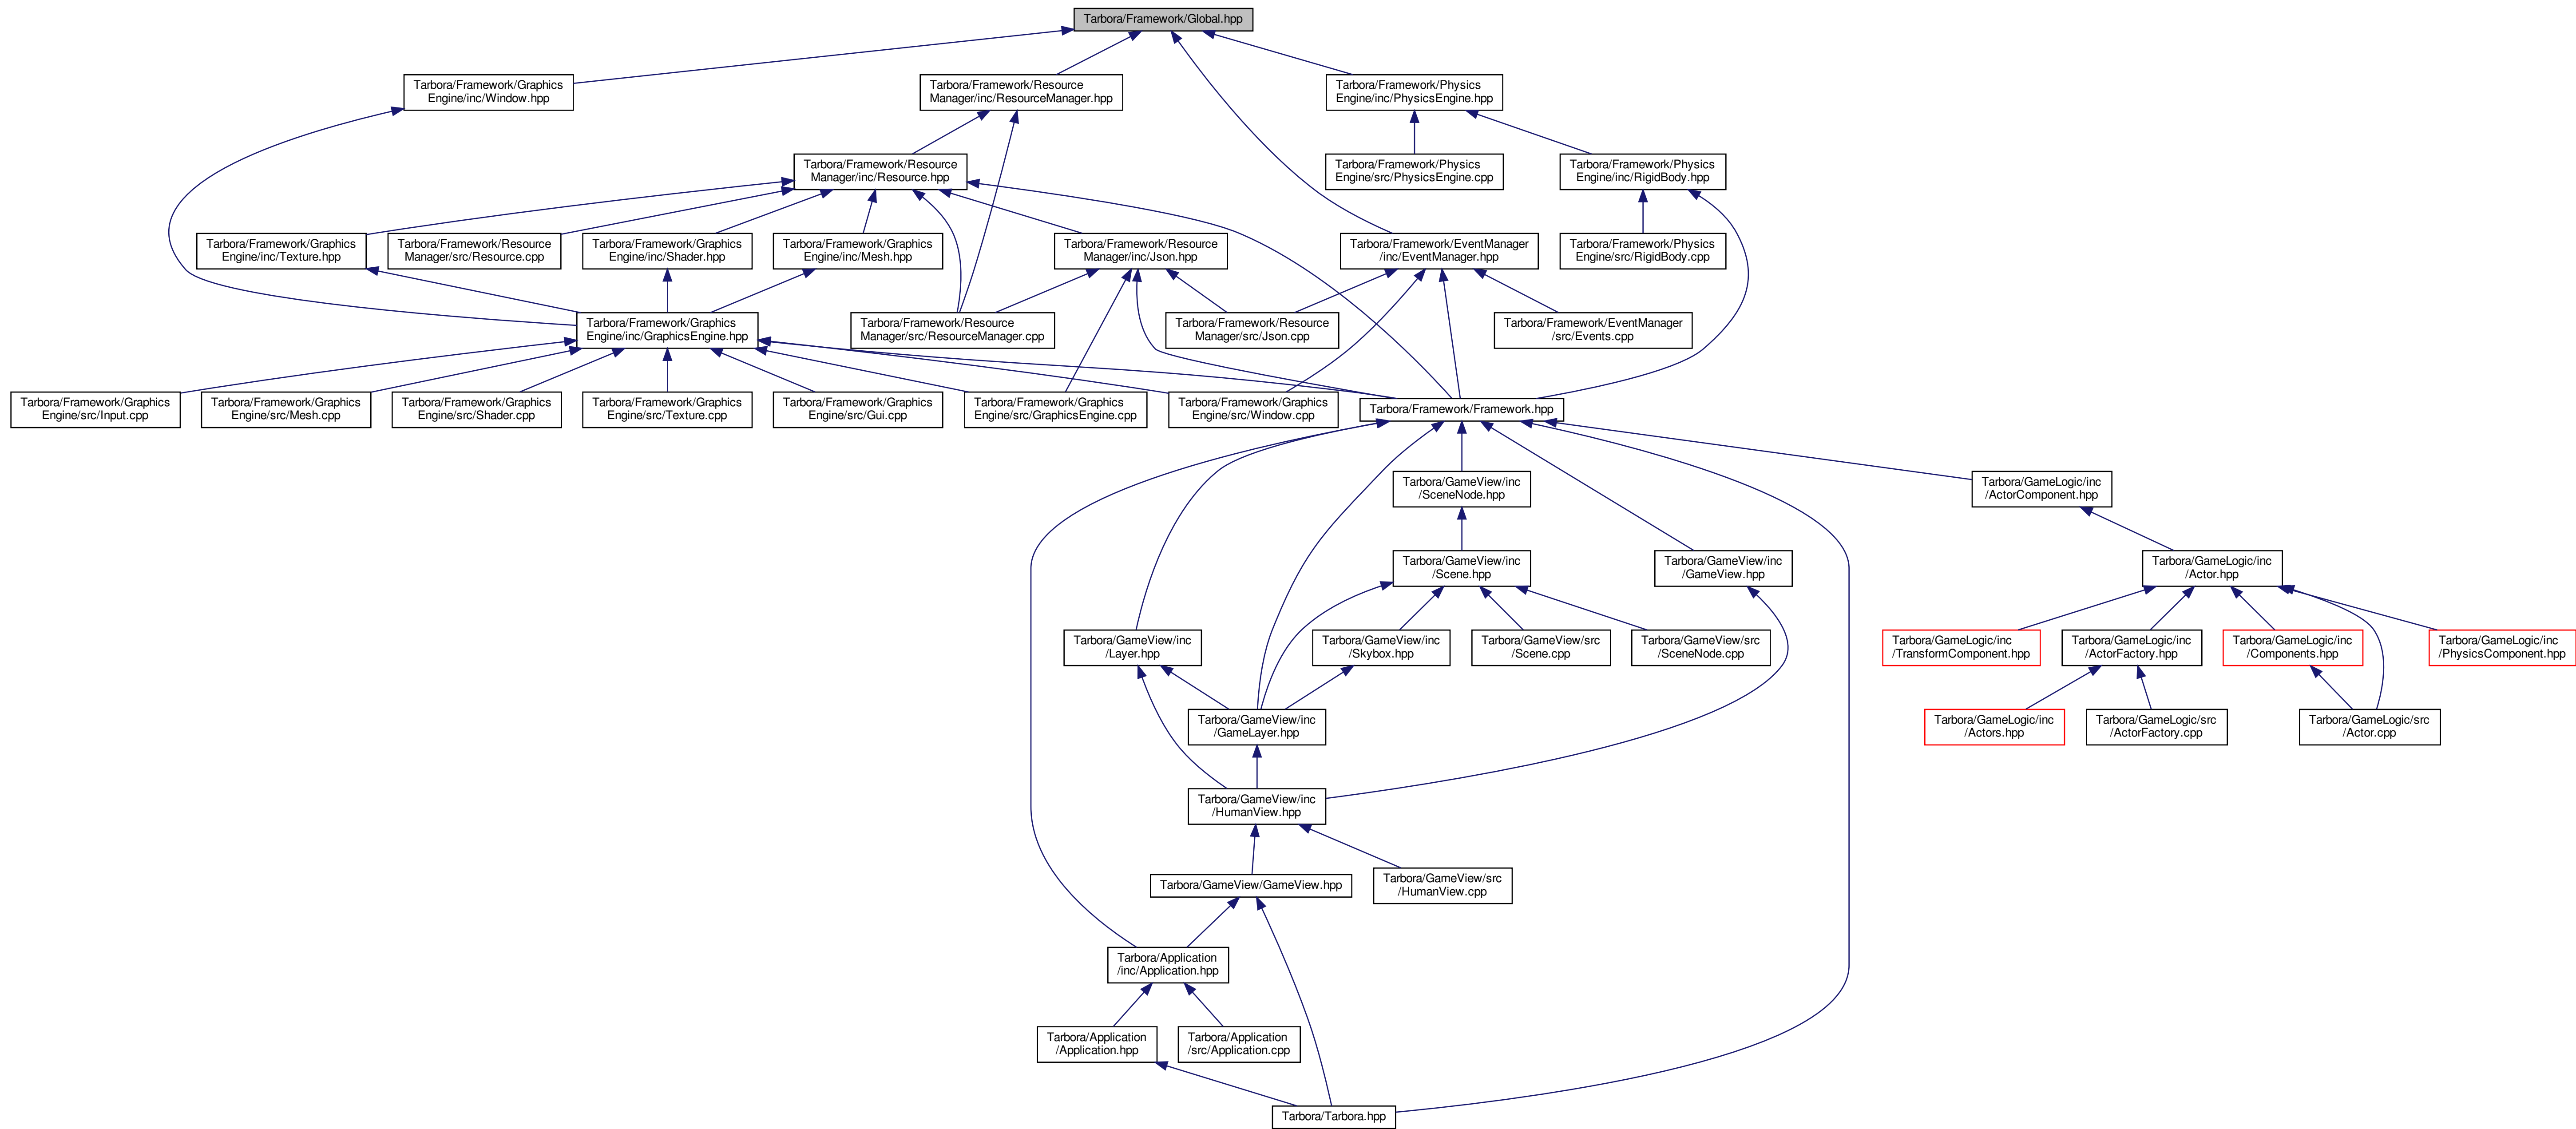 Tarbora/Framework/Global.hpp
Tarbora/Framework/Graphics
Engine/inc/Window.hpp
Tarbora/Framework/Resource
Manager/inc/ResourceManager.hpp
Tarbora/Framework/Physics
Engine/inc/PhysicsEngine.hpp
Tarbora/Framework/Resource
Manager/inc/Resource.hpp
Tarbora/Framework/Physics
Engine/src/PhysicsEngine.cpp
Tarbora/Framework/Physics
Engine/inc/RigidBody.hpp
Tarbora/Framework/Graphics
Engine/inc/Texture.hpp
Tarbora/Framework/Resource
Manager/src/Resource.cpp
Tarbora/Framework/Graphics
Engine/inc/Shader.hpp
Tarbora/Framework/Graphics
Engine/inc/Mesh.hpp
Tarbora/Framework/Resource
Manager/inc/Json.hpp
Tarbora/Framework/EventManager
/inc/EventManager.hpp
Tarbora/Framework/Physics
Engine/src/RigidBody.cpp
Tarbora/Framework/Graphics
Engine/inc/GraphicsEngine.hpp
Tarbora/Framework/Resource
Manager/src/ResourceManager.cpp
Tarbora/Framework/Resource
Manager/src/Json.cpp
Tarbora/Framework/EventManager
/src/Events.cpp
Tarbora/Framework/Graphics
Engine/src/Input.cpp
Tarbora/Framework/Graphics
Engine/src/Mesh.cpp
Tarbora/Framework/Graphics
Engine/src/Shader.cpp
Tarbora/Framework/Graphics
Engine/src/Texture.cpp
Tarbora/Framework/Graphics
Engine/src/Gui.cpp
Tarbora/Framework/Graphics
Engine/src/GraphicsEngine.cpp
Tarbora/Framework/Graphics
Engine/src/Window.cpp
Tarbora/Framework/Framework.hpp
Tarbora/GameView/inc
/SceneNode.hpp
Tarbora/GameLogic/inc
/ActorComponent.hpp
Tarbora/GameView/inc
/Scene.hpp
Tarbora/GameView/inc
/GameView.hpp
Tarbora/GameLogic/inc
/Actor.hpp
Tarbora/GameView/inc
/Layer.hpp
Tarbora/GameView/inc
/Skybox.hpp
Tarbora/GameView/src
/Scene.cpp
Tarbora/GameView/src
/SceneNode.cpp
Tarbora/GameLogic/inc
/TransformComponent.hpp
Tarbora/GameLogic/inc
/ActorFactory.hpp
Tarbora/GameLogic/inc
/Components.hpp
Tarbora/GameLogic/inc
/PhysicsComponent.hpp
Tarbora/GameView/inc
/GameLayer.hpp
Tarbora/GameLogic/inc
/Actors.hpp
Tarbora/GameLogic/src
/ActorFactory.cpp
Tarbora/GameLogic/src
/Actor.cpp
Tarbora/GameView/inc
/HumanView.hpp
Tarbora/GameView/GameView.hpp
Tarbora/GameView/src
/HumanView.cpp
Tarbora/Application
/inc/Application.hpp
Tarbora/Application
/Application.hpp
Tarbora/Application
/src/Application.cpp
Tarbora/Tarbora.hpp